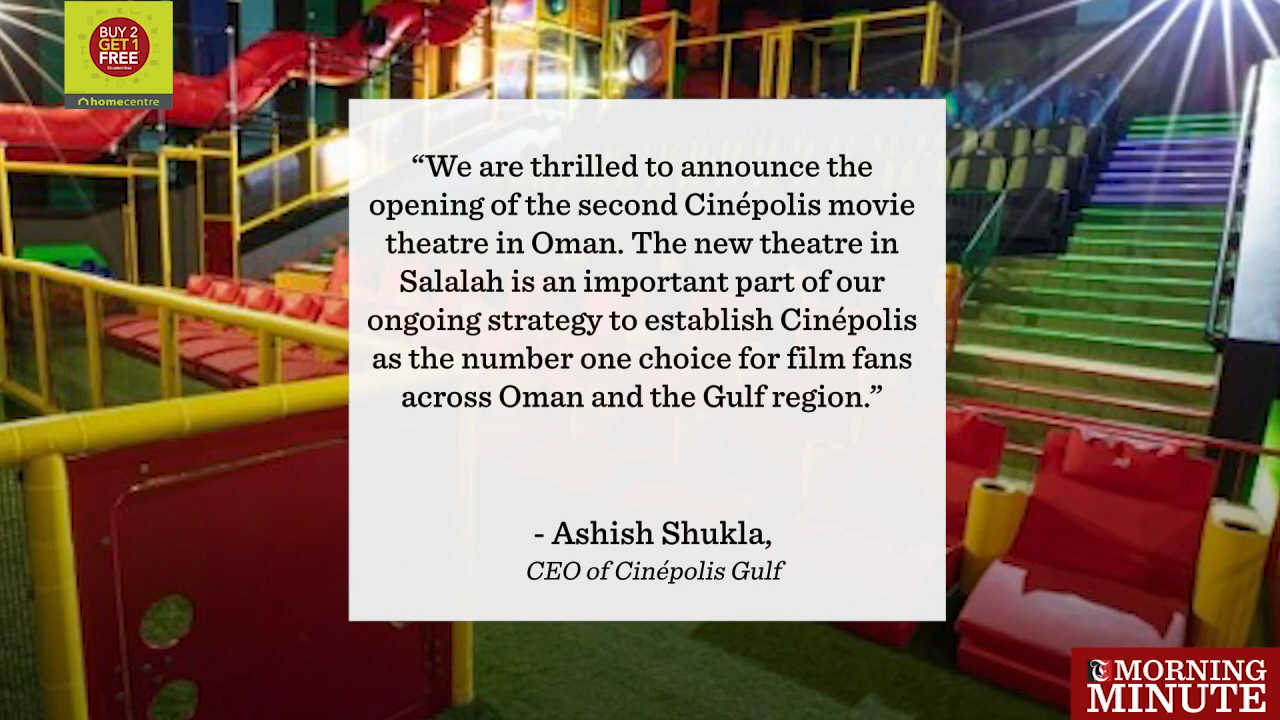 BUY 2
GET 1
FREE
On select lines
homecentre
“We are thrilled to announce the
opening of the second Cinépolis movie
theatre in Oman. The new theatre in
Salalah is an important part of our
ongoing strategy to establish Cinépolis
as the number one choice for film fans
across Oman and the Gulf region.”
- Ashish Shukla,
CEO of Cinépolis Gulf
T MORNING
MINUTE